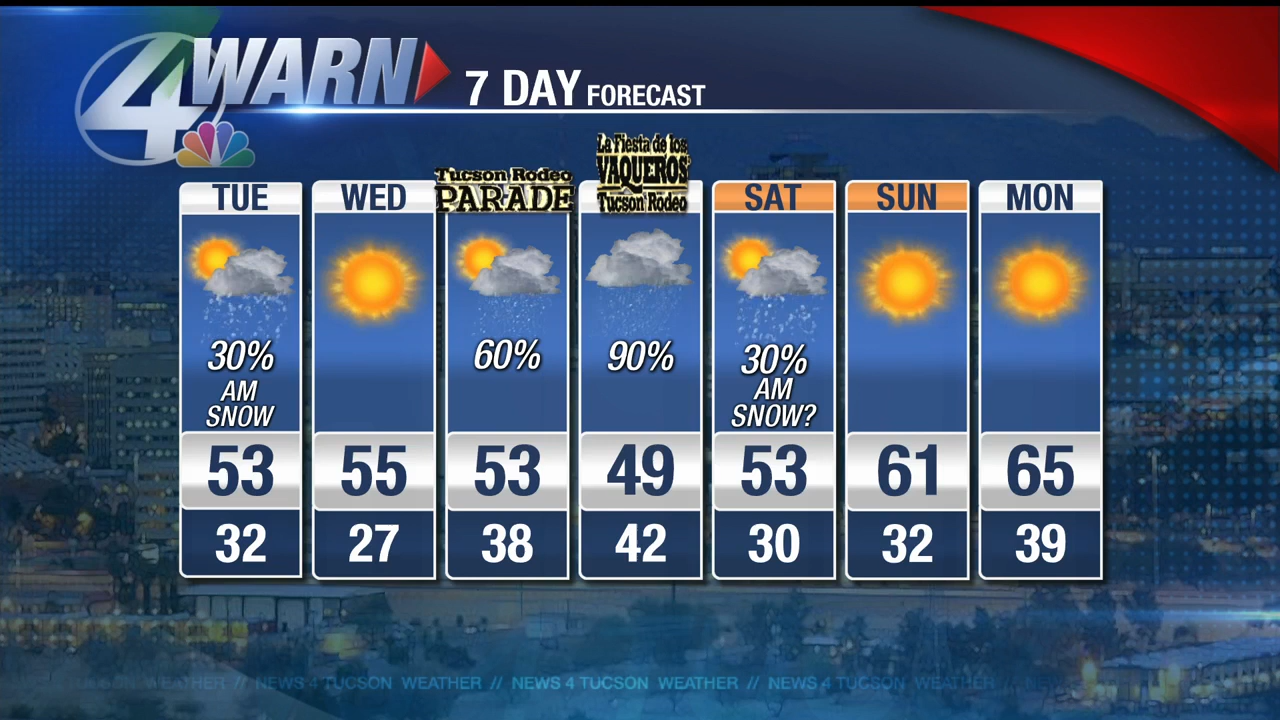 4WARN 7 DAY FORECAST
TUE
WED
Tucson Rodeo
PARADE
La Fiesta de los
VAQUEROS
Tucson Rodeo
SAT
SUN
MON
30%
AM
SNOW
60%
90%
30%
AM
SNOW?
53 55 53 49 53 61 65
32 27 38 42 30 32 39
WEATHER // NEWS 4 TUCSON WEATHER // NEWS 4 TUCSON WEATHER // NEWS 4 TUCSON WEATHER